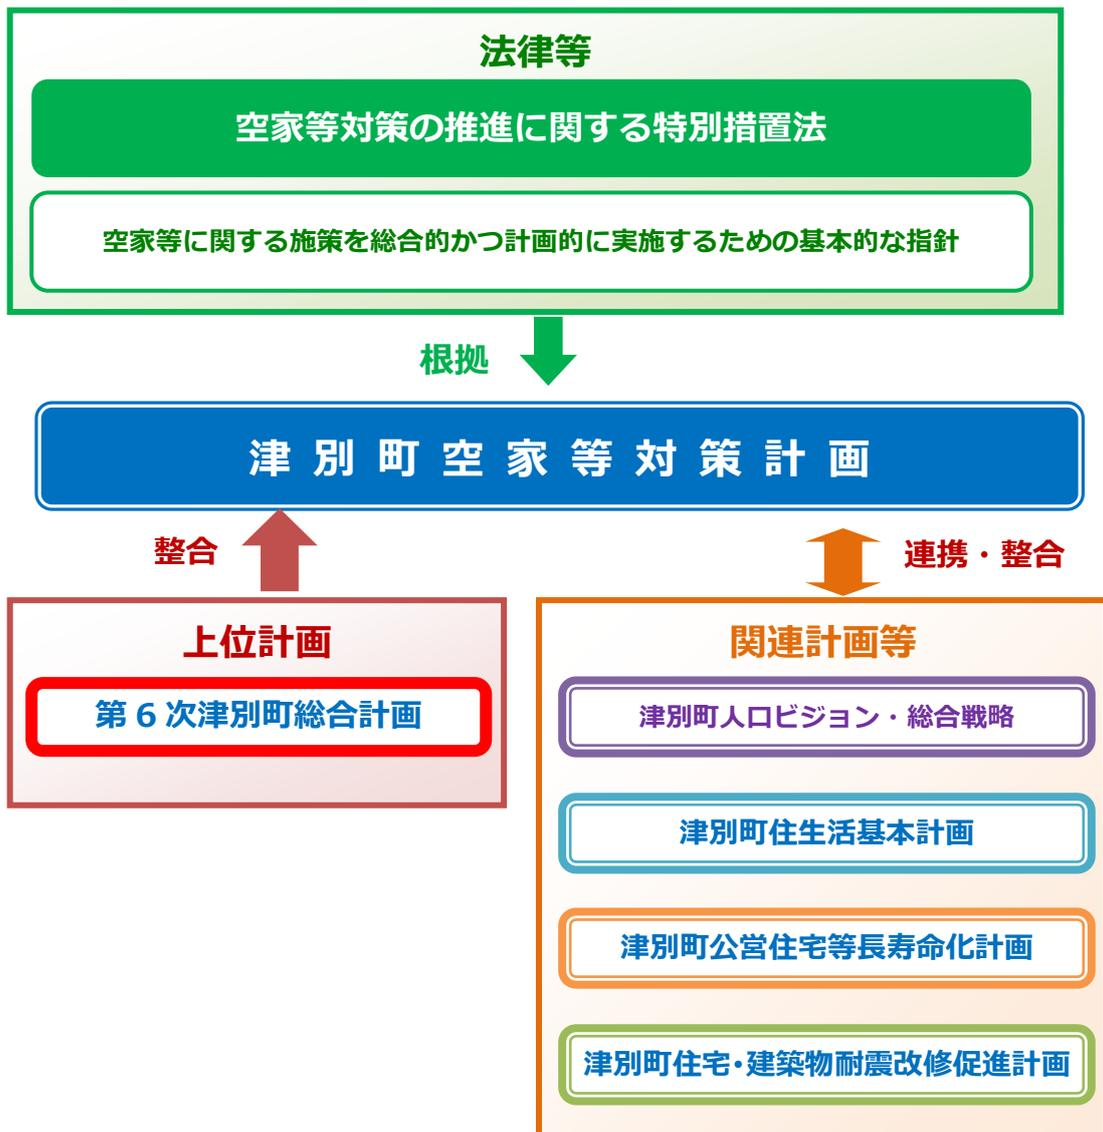 法律等
空家等対策の推進に関する特別措置法
空家等に関する施策を総合的かつ計画的に実施するための基本的な指針
根拠
津別町空家等対策計画
整合
連携・整合
上位計画
第 6 次津別町総合計画
関連計画等
津別町人口ビジョン・総合戦略
津別町住生活基本計画
津別町公営住宅等長寿命化計画
津別町住宅・建築物耐震改修促進計画